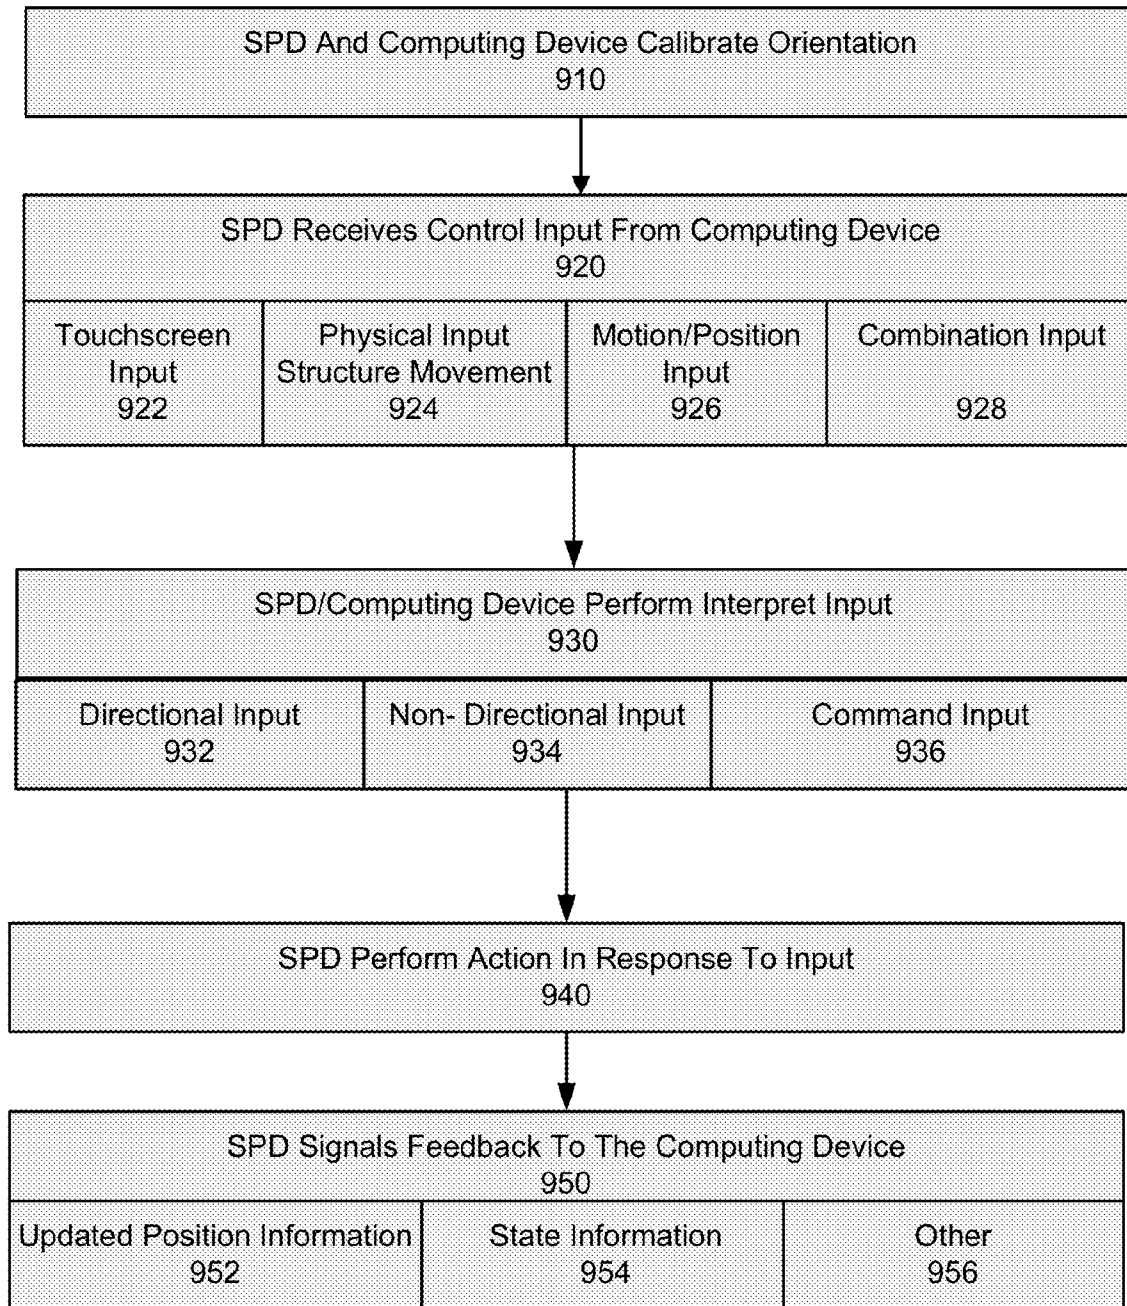 SPD And Computing Device Calibrate Orientation
910
SPD Receives Control Input From Computing Device
920
Touchscreen
Input
922
Physical Input
Structure Movement
924
Motion/Position
Input
926
Combination Input
928
SPD/Computing Device Perform Interpret Input
930
Directional Input
932
Non- Directional Input
934
Command Input
936
SPD Perform Action In Response To Input
940
SPD Signals Feedback To The Computing Device
950
Updated Position Information
952
State Information
954
Other
956